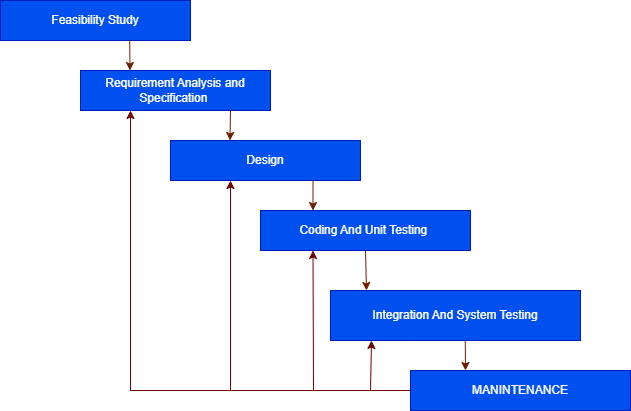 Feasibility Study
Requirement Analysis and
Specification
Design
Coding And Unit Testing
Integration And System Testing
MANINTENANCE